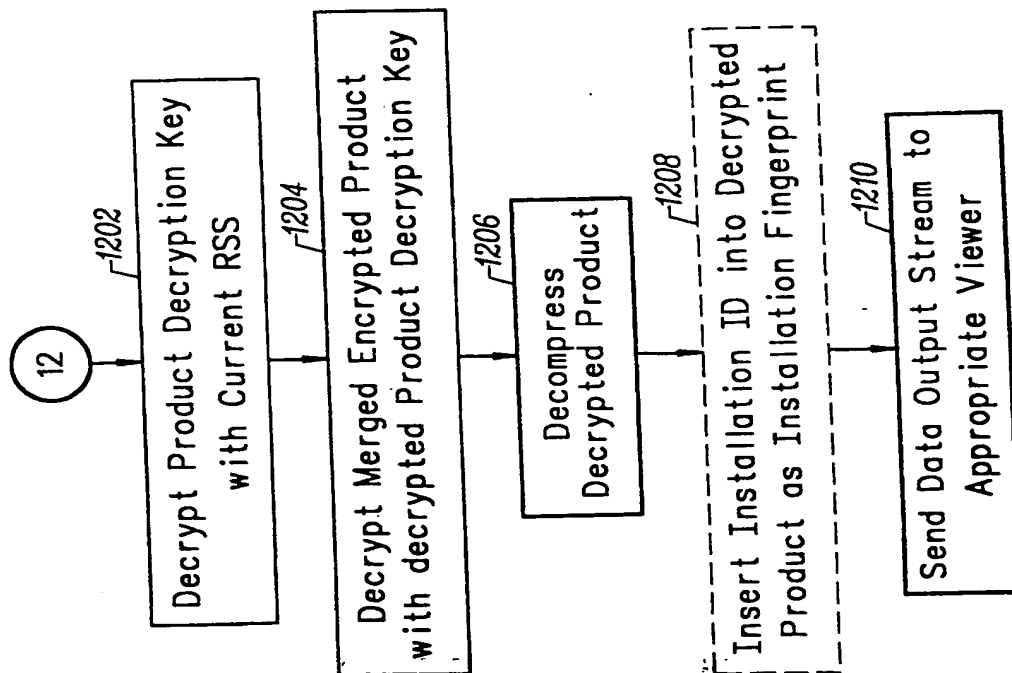 12
1202
Decrypt Product Decryption Key
with Current RSS
1204
Decrypt Merged Encrypted Product
with decrypted Product Decryption Key
1206
Decompress
Decrypted Product
1208
Insert Installation ID into Decrypted
Product as Installation Fingerprint
1210
Send Data Output Stream to
Appropriate Viewer